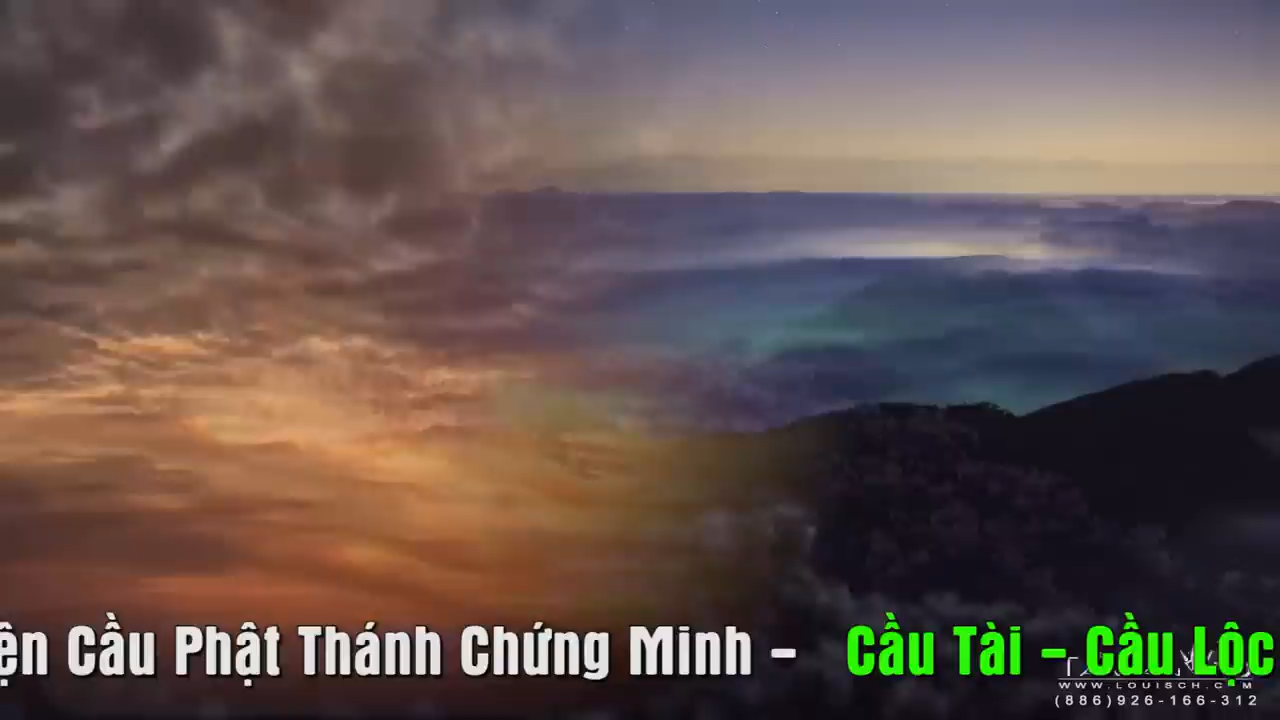 ện Cầu Phật Thánh Chứng Minh - Cầu Tài - Cầu Lộc
WWW.LOUISCH.COM
(886)926-166-312